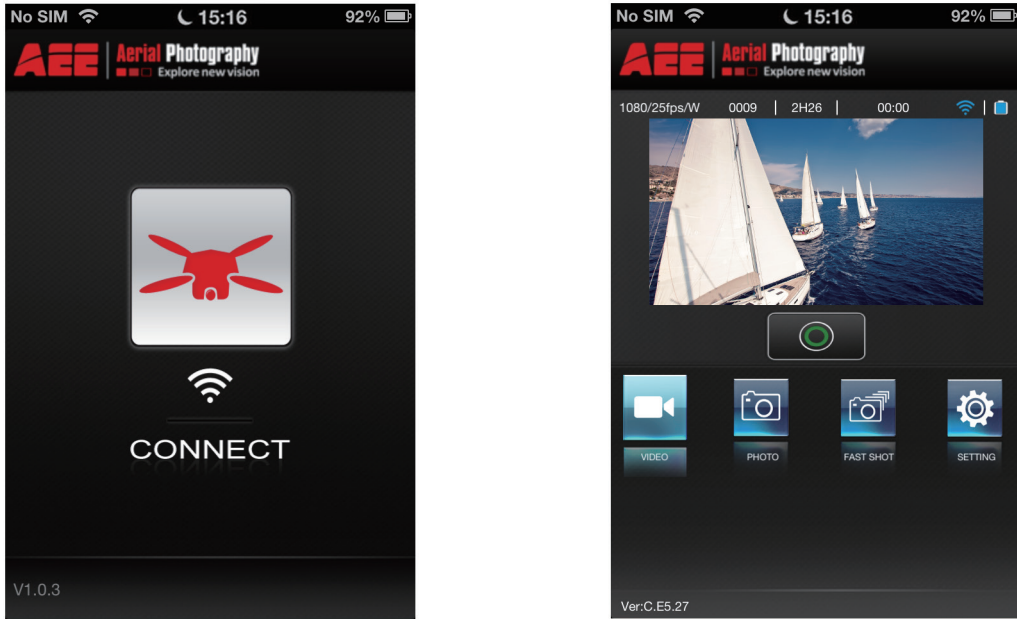 No SIM 15:16 92%
AEE Aerial Photography
Explore new vision
CONNECT
V1.0.3
No SIM 15:16 92%
AEE Aerial Photography
Explore new vision
1080/25fps/W 0009 | 2H26 | 00:00 |
VIDEO PHOTO FAST SHOT SETTING
Ver:C.E5.27